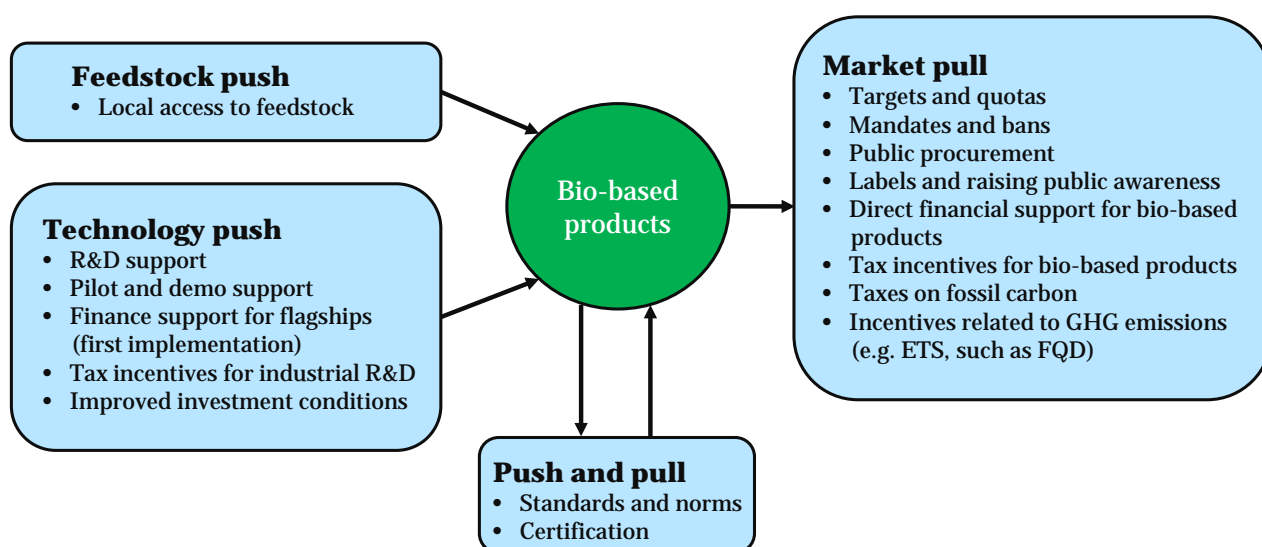 Feedstock push
• Local access to feedstock
Technology push
• R&D support
• Pilot and demo support
• Finance support for flagships
(first implementation)
• Tax incentives for industrial R&D
• Improved investment conditions
Bio-based
products
Push and pull
• Standards and norms
• Certification
Market pull
• Targets and quotas
• Mandates and bans
• Public procurement
• Labels and raising public awareness
• Direct financial support for bio-based
products
• Tax incentives for bio-based products
• Taxes on fossil carbon
• Incentives related to GHG emissions
(e.g. ETS, such as FQD)